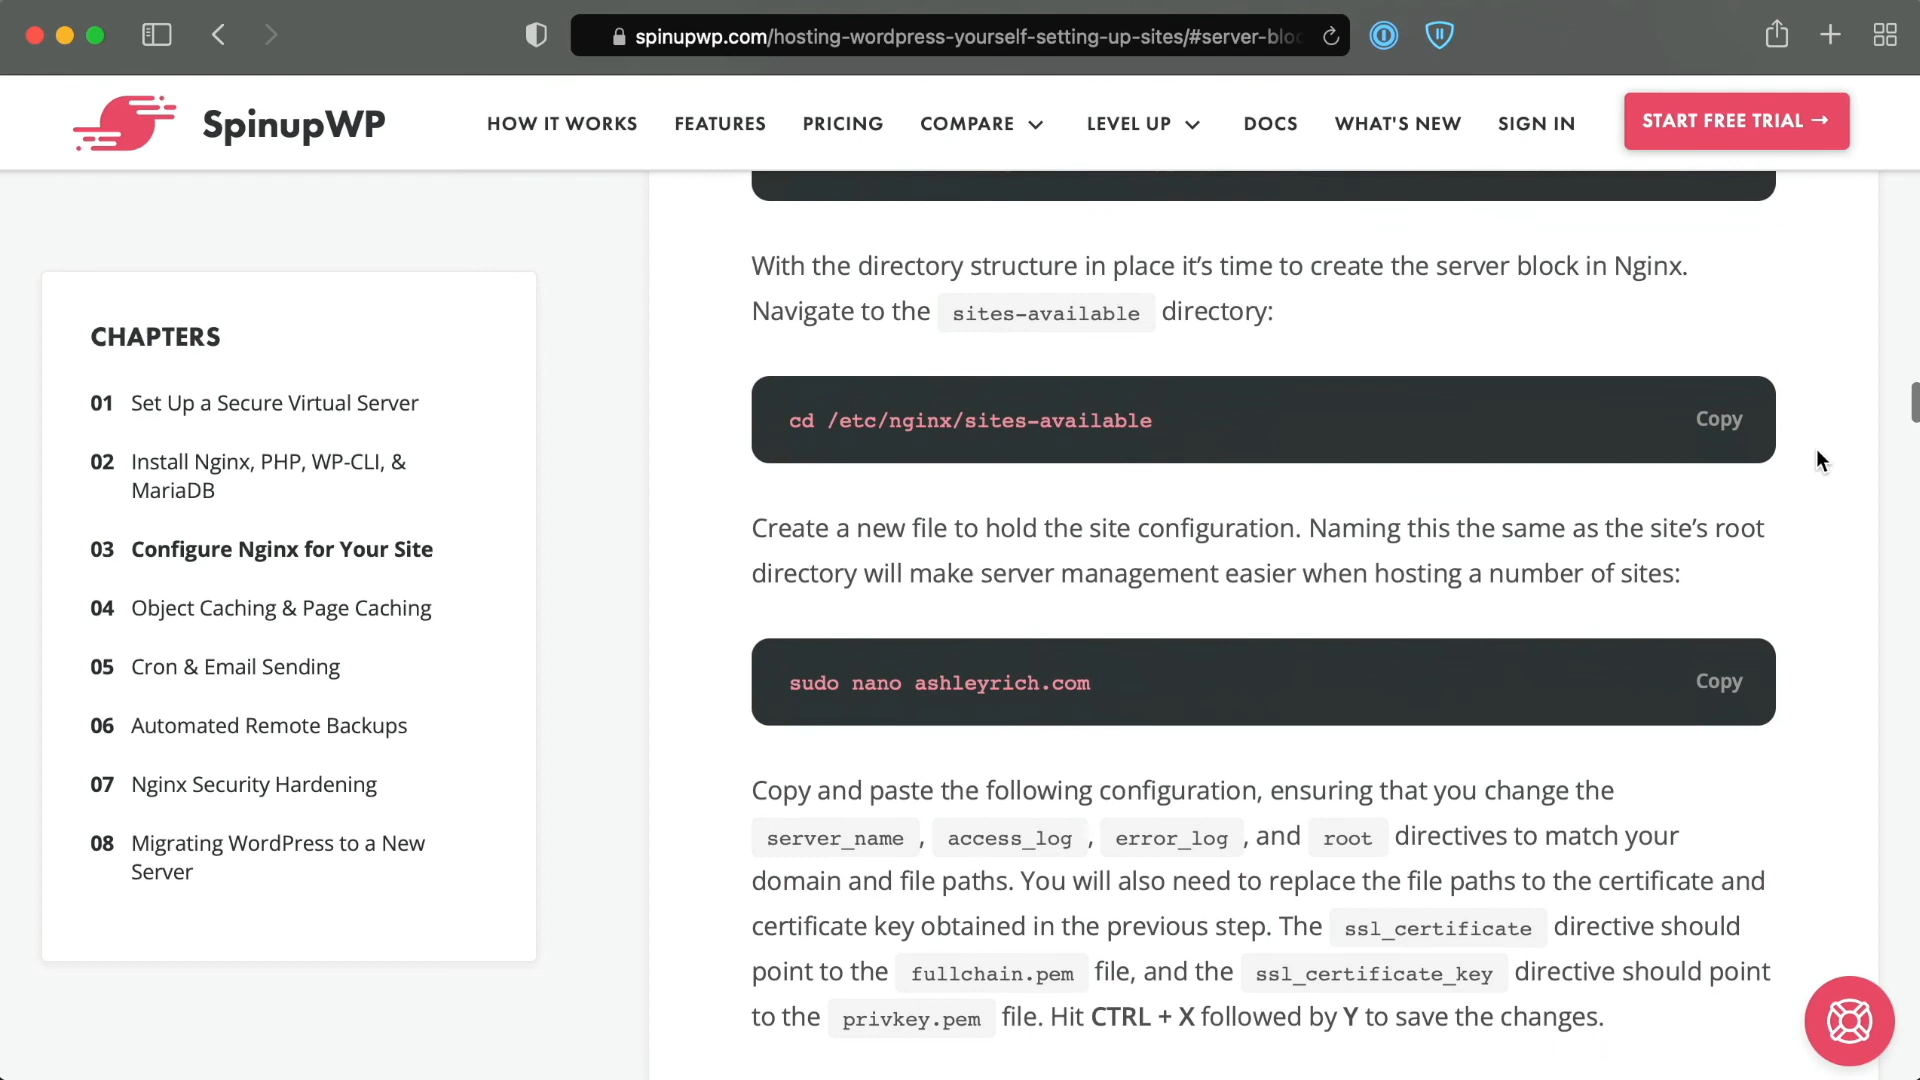 spinupwp.com/hosting-wordpress-yourself-setting-up-sites/#server-bloc
SpinupWP
HOW IT WORKS
FEATURES
PRICING
COMPARE
LEVEL UP
DOCS
WHAT'S NEW
SIGN IN
START FREE TRIAL →
CHAPTERS
01 Set Up a Secure Virtual Server
02 Install Nginx, PHP, WP-CLI, &
MariaDB
03 Configure Nginx for Your Site
04 Object Caching & Page Caching
05 Cron & Email Sending
06 Automated Remote Backups
07 Nginx Security Hardening
08 Migrating WordPress to a New
Server
With the directory structure in place it’s time to create the server block in Nginx.
Navigate to the sites-available directory:
cd /etc/nginx/sites-available
Copy
Create a new file to hold the site configuration. Naming this the same as the site’s root
directory will make server management easier when hosting a number of sites:
sudo nano ashleyrich.com
Copy
Copy and paste the following configuration, ensuring that you change the
server_name , access_log , error_log , and root directives to match your
domain and file paths. You will also need to replace the file paths to the certificate and
certificate key obtained in the previous step. The ssl_certificate directive should
point to the fullchain.pem file, and the ssl_certificate_key directive should point
to the privkey.pem file. Hit CTRL + X followed by Y to save the changes.